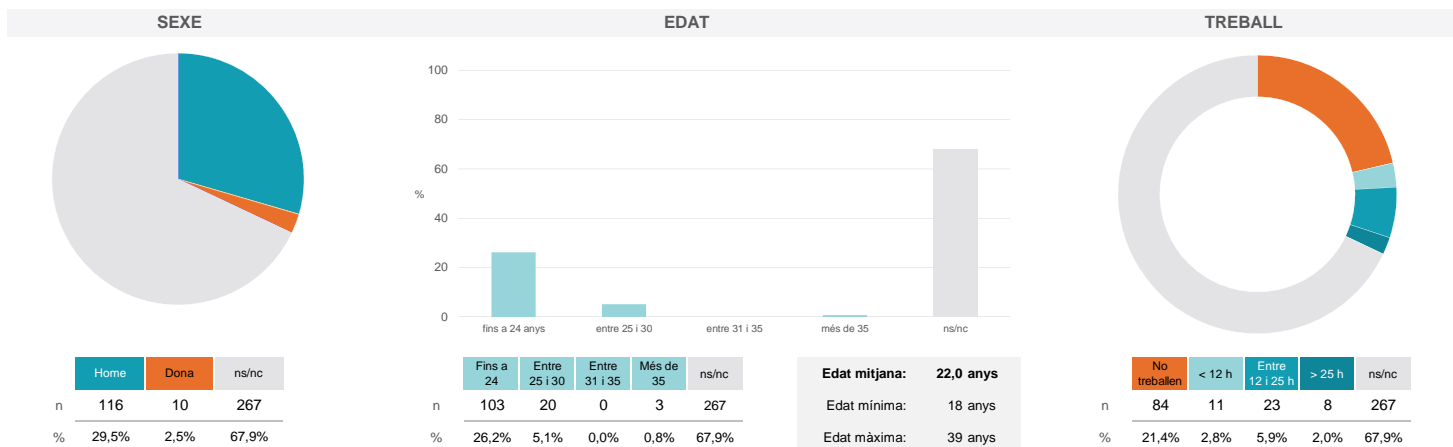 SEXE
EDAT
TREBALL
100
80
60
%
40
20
0
fins a 24 anys
entre 25 i 30
entre 31 i 35
més de 35
ns/nc
Home Dona ns/nc
n 116 10 267
% 29,5% 2,5% 67,9%
Fins a 24 Entre 25 i 30 Entre 31 i 35 Més de 35 ns/nc
n 103 20 0 3 267
% 26,2% 5,1% 0,0% 0,8% 67,9%
Edat mitjana: 22,0 anys
Edat mínima: 18 anys
Edat màxima: 39 anys
No treballen < 12 h Entre 12 i 25 h > 25 h ns/nc
n 84 11 23 8 267
% 21,4% 2,8% 5,9% 2,0% 67,9%